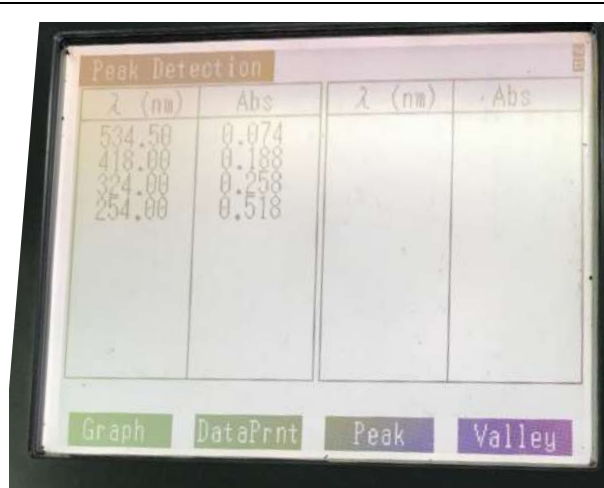 Peak Detection
λ (nm) Abs λ (nm) Abs
534.50 0.074
418.00 0.188
324.00 0.258
254.00 0.518
Graph DataPrnt Peak Valley